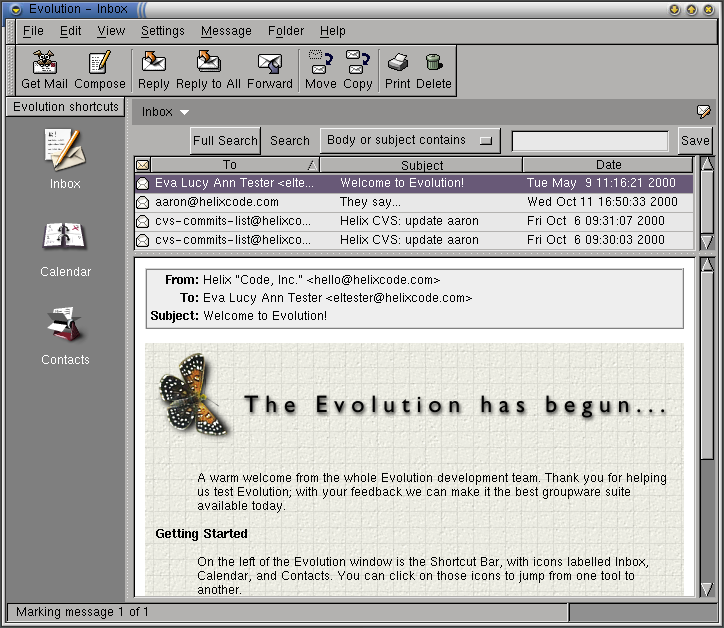 Evolution - Inbox
File Edit View Settings Message Folder Help
Get Mail Compose Reply Reply to All Forward Move Copy Print Delete
Evolution shortcuts
Inbox
Calendar
Contacts
Inbox
Full Search Search Body or subject contains Save
To Subject Date
Eva Lucy Ann Tester <elte... Welcome to Evolution! Tue May 9 11:16:21 2000
aaron@helixcode.com They say... Wed Oct 11 16:50:33 2000
cvs-commits-list@helixco... Helix CVS: update aaron Fri Oct 6 09:31:07 2000
cvs-commits-list@helixco... Helix CVS: update aaron Fri Oct 6 09:30:03 2000
From: Helix "Code, Inc." <hello@helixcode.com>
To: Eva Lucy Ann Tester <eltester@helixcode.com>
Subject: Welcome to Evolution!
The Evolution has begun...
A warm welcome from the whole Evolution development team. Thank you for helping
us test Evolution; with your feedback we can make it the best groupware suite
available today.
Getting Started
On the left of the Evolution window is the Shortcut Bar, with icons labelled Inbox,
Calendar, and Contacts. You can click on those icons to jump from one tool to
another.
Marking message 1 of 1